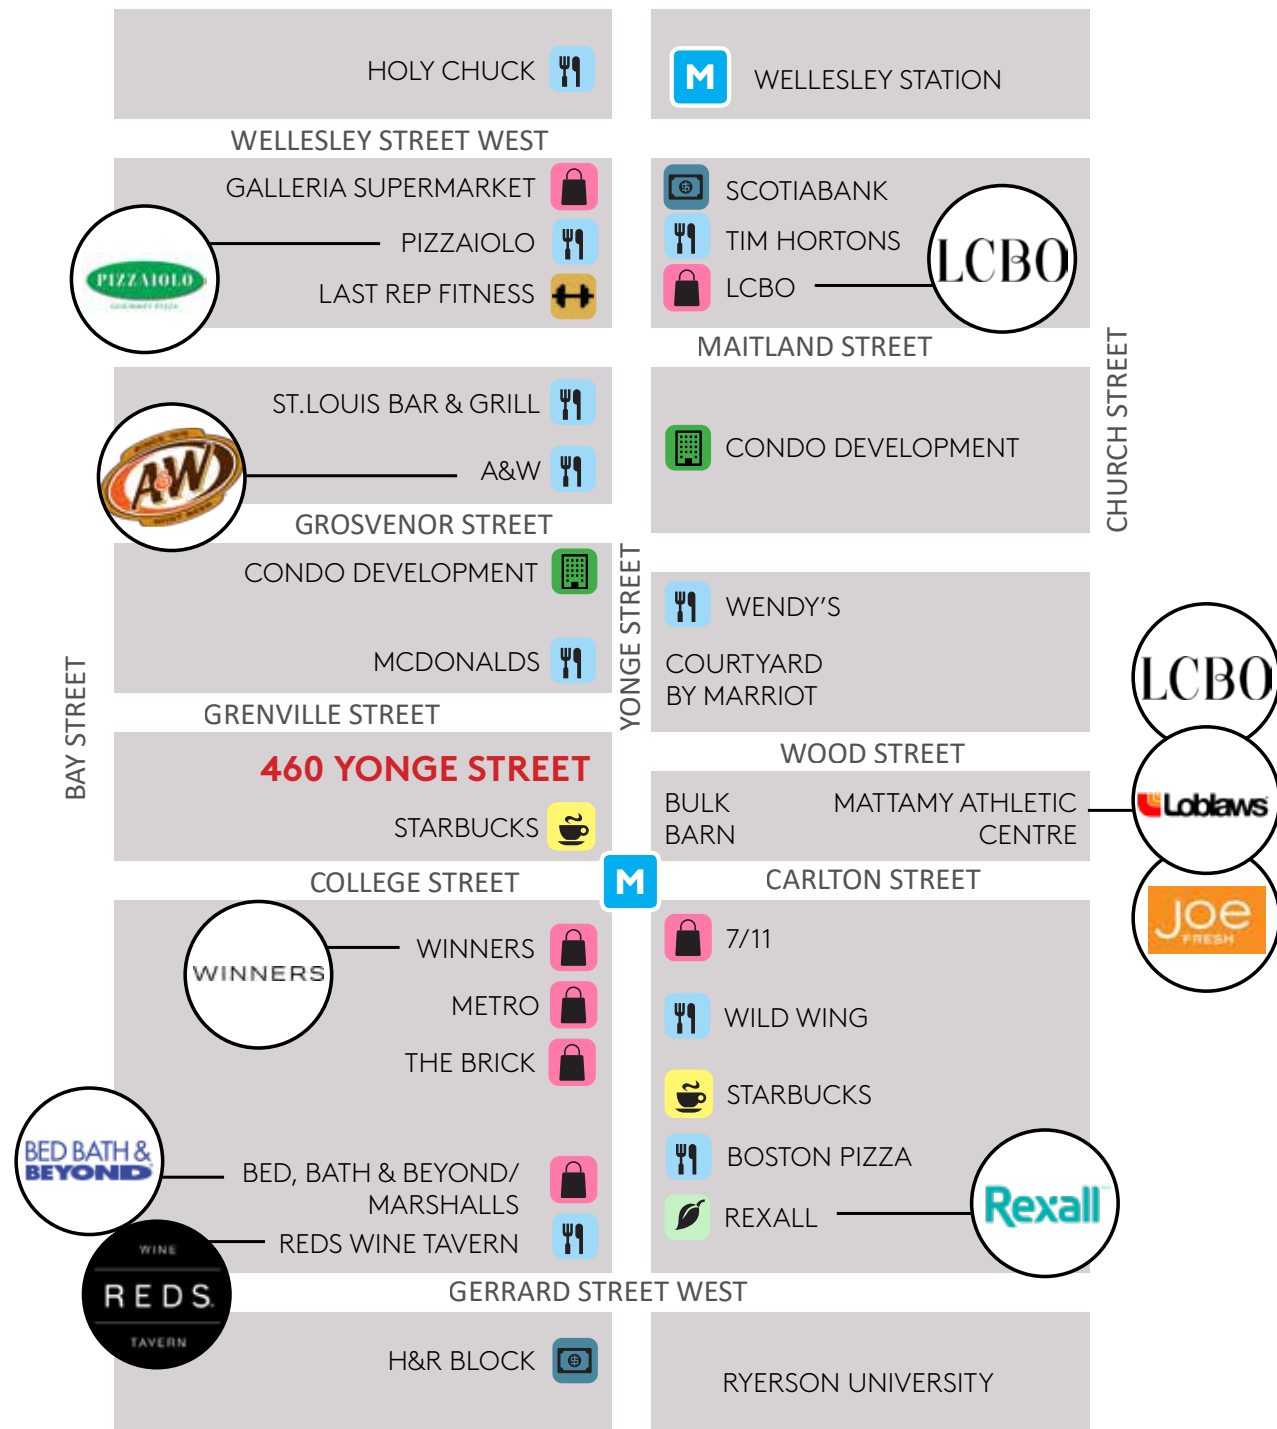 HOLY CHUCK
M
WELLESLEY STATION
WELLESLEY STREET WEST
GALLERIA SUPERMARKET
PIZZAIOLO
LAST REP FITNESS
PIZZAIOLO
SCOTIABANK
TIM HORTONS
LCBO
LCBO
MAITLAND STREET
CHURCH STREET
ST.LOUIS BAR & GRILL
A&W
A&W
CONDO DEVELOPMENT
GROSVENOR STREET
CONDO DEVELOPMENT
MCDONALDS
YONGE STREET
WENDY'S
COURTYARD
BY MARRIOT
BAY STREET
GRENVILLE STREET
WOOD STREET
460 YONGE STREET
STARBUCKS
BULK
BARN
MATTAMY ATHLETIC
CENTRE
LCBO
Loblaws
JOE
FRESH
COLLEGE STREET
M
CARLTON STREET
WINNERS
WINNERS
METRO
THE BRICK
7/11
WILD WING
STARBUCKS
BOSTON PIZZA
REXALL
Rexall
BED BATH &
BEYOND
BED, BATH & BEYOND/
MARSHALLS
REDS WINE TAVERN
WINE
REDS.
TAVERN
GERRARD STREET WEST
H&R BLOCK
RYERSON UNIVERSITY